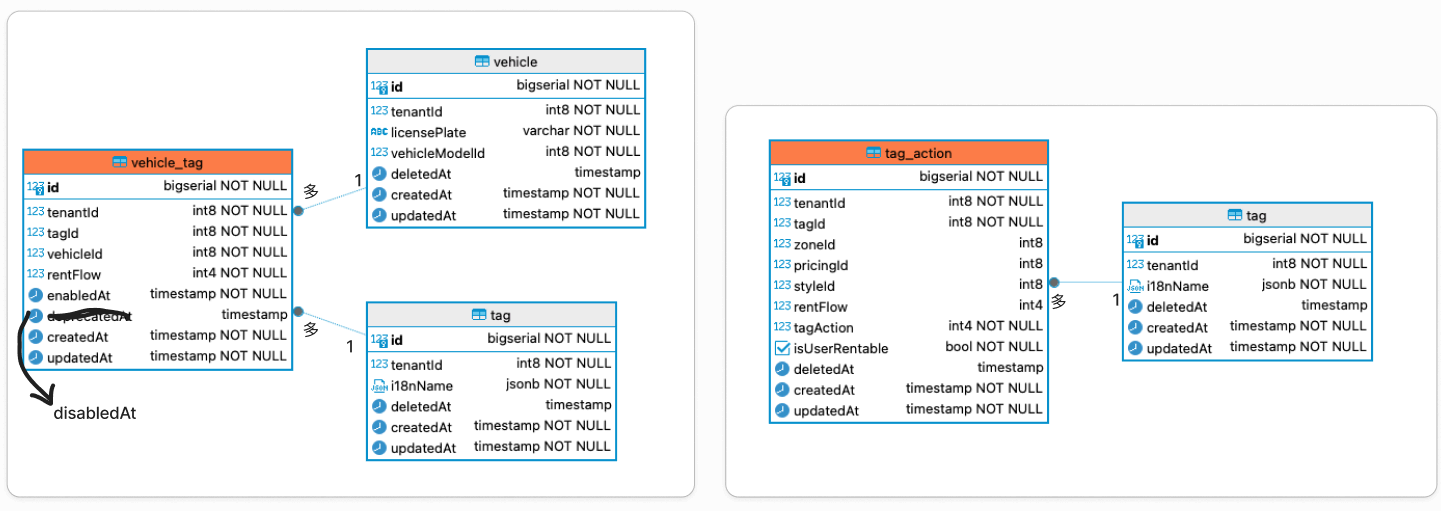 vehicle_tag
id bigserial NOT NULL
tenantId int8 NOT NULL
tagId int8 NOT NULL
vehicleId int8 NOT NULL
rentFlow int4 NOT NULL
enabledAt timestamp NOT NULL
deprecatedAt timestamp
createdAt timestamp NOT NULL
updatedAt timestamp NOT NULL
disabledAt
多
1
多
1
vehicle
id bigserial NOT NULL
tenantId int8 NOT NULL
licensePlate varchar NOT NULL
vehicleModelId int8 NOT NULL
deletedAt timestamp
createdAt timestamp NOT NULL
updatedAt timestamp NOT NULL
tag
id bigserial NOT NULL
tenantId int8 NOT NULL
i18nName jsonb NOT NULL
deletedAt timestamp
createdAt timestamp NOT NULL
updatedAt timestamp NOT NULL
tag_action
id bigserial NOT NULL
tenantId int8 NOT NULL
tagId int8 NOT NULL
zoneId int8
pricingId int8
styleId int8
rentFlow int4
tagAction int4 NOT NULL
isUserRentable bool NOT NULL
deletedAt timestamp
createdAt timestamp NOT NULL
updatedAt timestamp NOT NULL
多
1
tag
id bigserial NOT NULL
tenantId int8 NOT NULL
i18nName jsonb NOT NULL
deletedAt timestamp
createdAt timestamp NOT NULL
updatedAt timestamp NOT NULL